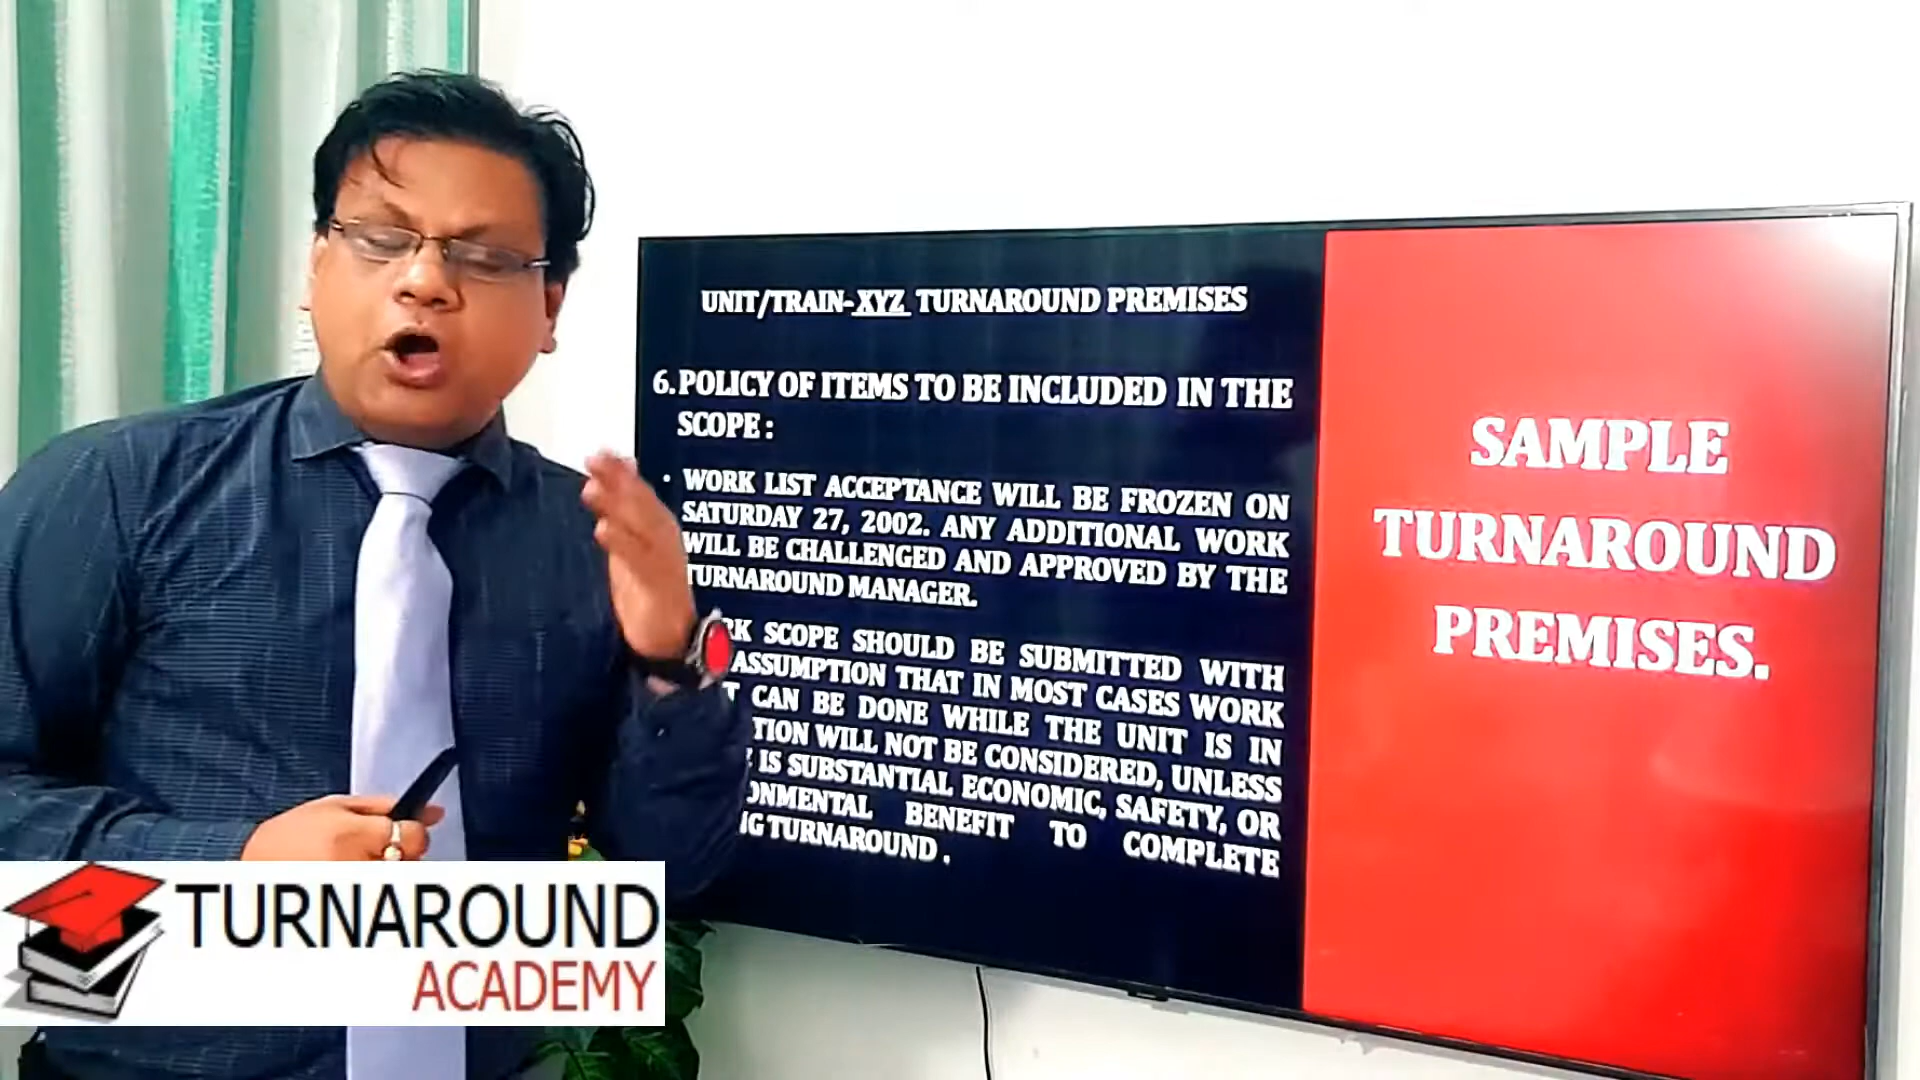 UNIT/TRAIN-XYZ TURNAROUND PREMISES
6. POLICY OF ITEMS TO BE INCLUDED IN THE
SCOPE :
• WORK LIST ACCEPTANCE WILL BE FROZEN ON
SATURDAY 27, 2002. ANY ADDITIONAL WORK
WILL BE CHALLENGED AND APPROVED BY THE
TURNAROUND MANAGER.
SCOPE SHOULD BE SUBMITTED WITH
ASSUMPTION THAT IN MOST CASES WORK
CAN BE DONE WHILE THE UNIT IS IN
WILL NOT BE CONSIDERED, UNLESS
IS SUBSTANTIAL ECONOMIC, SAFETY, OR
BENEFIT TO COMPLETE
TURNAROUND .
SAMPLE
TURNAROUND
PREMISES.
TURNAROUND
ACADEMY